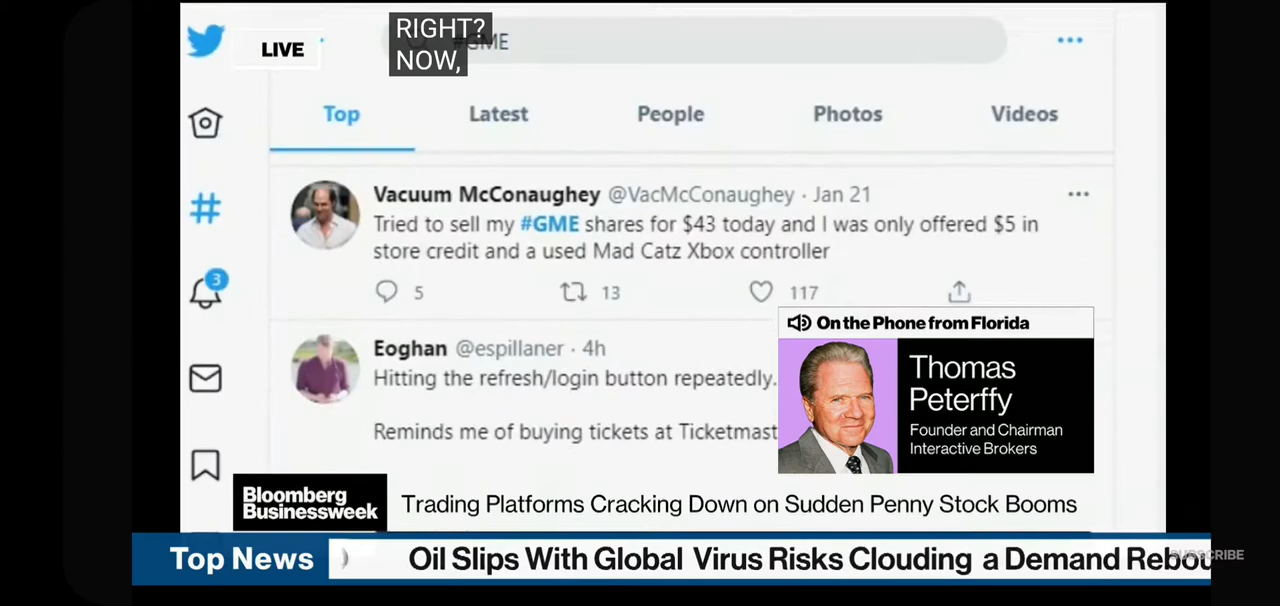 RIGHT?
NOW,
LIVE
#GME
Top
Latest
People
Photos
Videos
Vacuum McConaughey @VacMcConaughey · Jan 21
Tried to sell my #GME shares for $43 today and I was only offered $5 in
store credit and a used Mad Catz Xbox controller
5
13
117
3
Eoghan @espillaner · 4h
Hitting the refresh/login button repeatedly.
Reminds me of buying tickets at Ticketmast
On the Phone from Florida
Thomas
Peterffy
Founder and Chairman
Interactive Brokers
Bloomberg
Businessweek
Trading Platforms Cracking Down on Sudden Penny Stock Booms
Top News
Oil Slips With Global Virus Risks Clouding a Demand Rebou
SUBSCRIBE